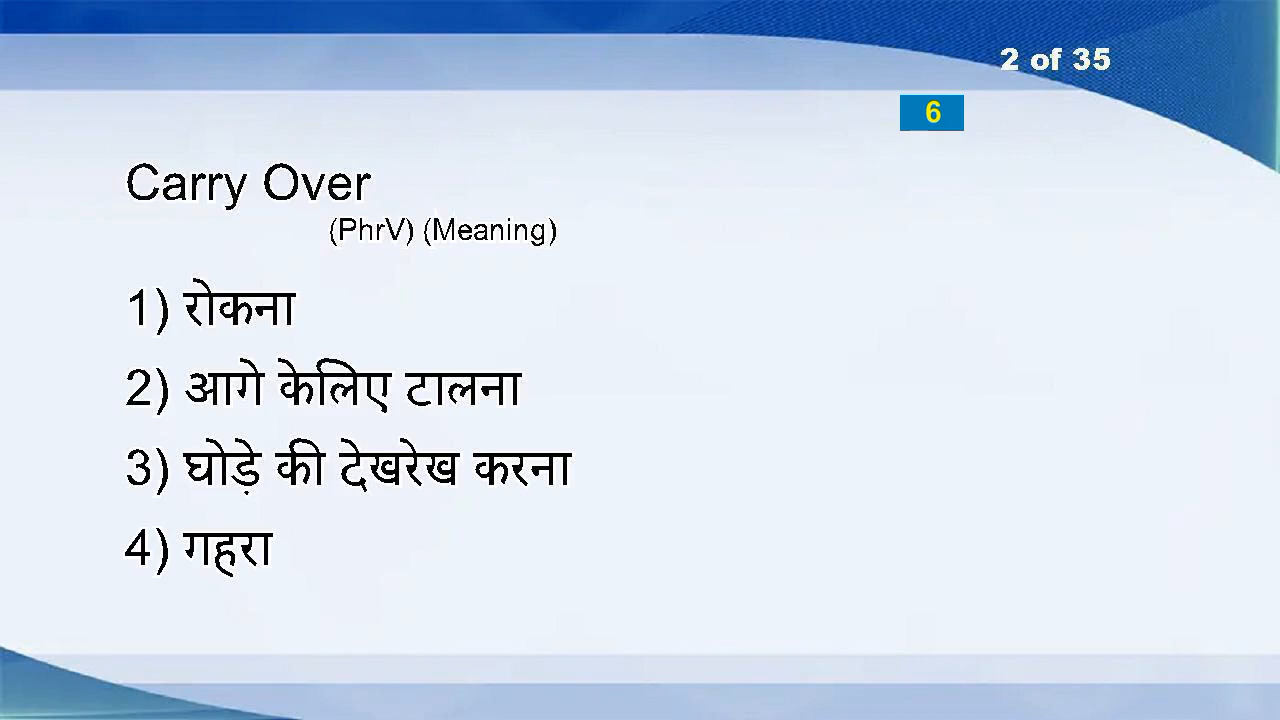 2 of 35
6
Carry Over
(PhrV) (Meaning)
1) रोकना
2) आगे केलिए टालना
3) घोड़े की देखरेख करना
4) गहरा